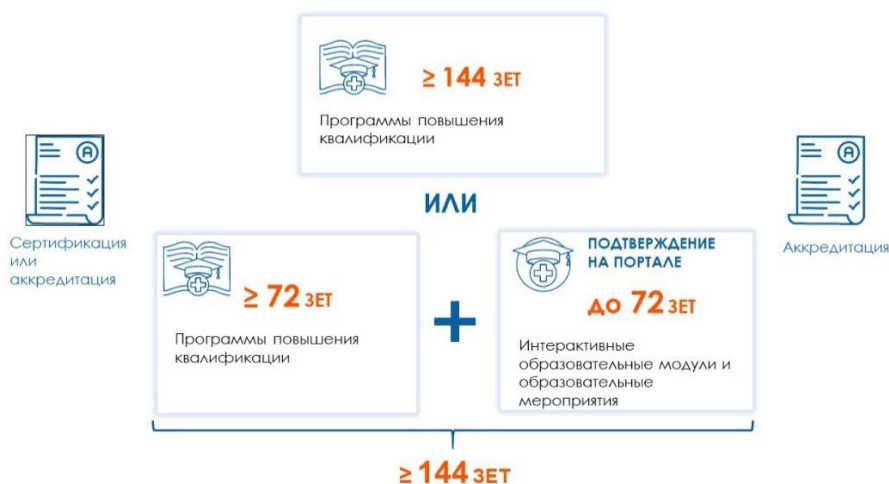 ≥ 144 ЗЕТ
Программы повышения
квалификации
Сертификация
или
аккредитация
ИЛИ
Аккредитация
≥ 72 ЗЕТ
Программы повышения
квалификации
+
ПОДТВЕРЖДЕНИЕ
НА ПОРТАЛЕ
до 72 ЗЕТ
Интерактивные
образовательные модули и
образовательные
мероприятия
≥ 144 ЗЕТ